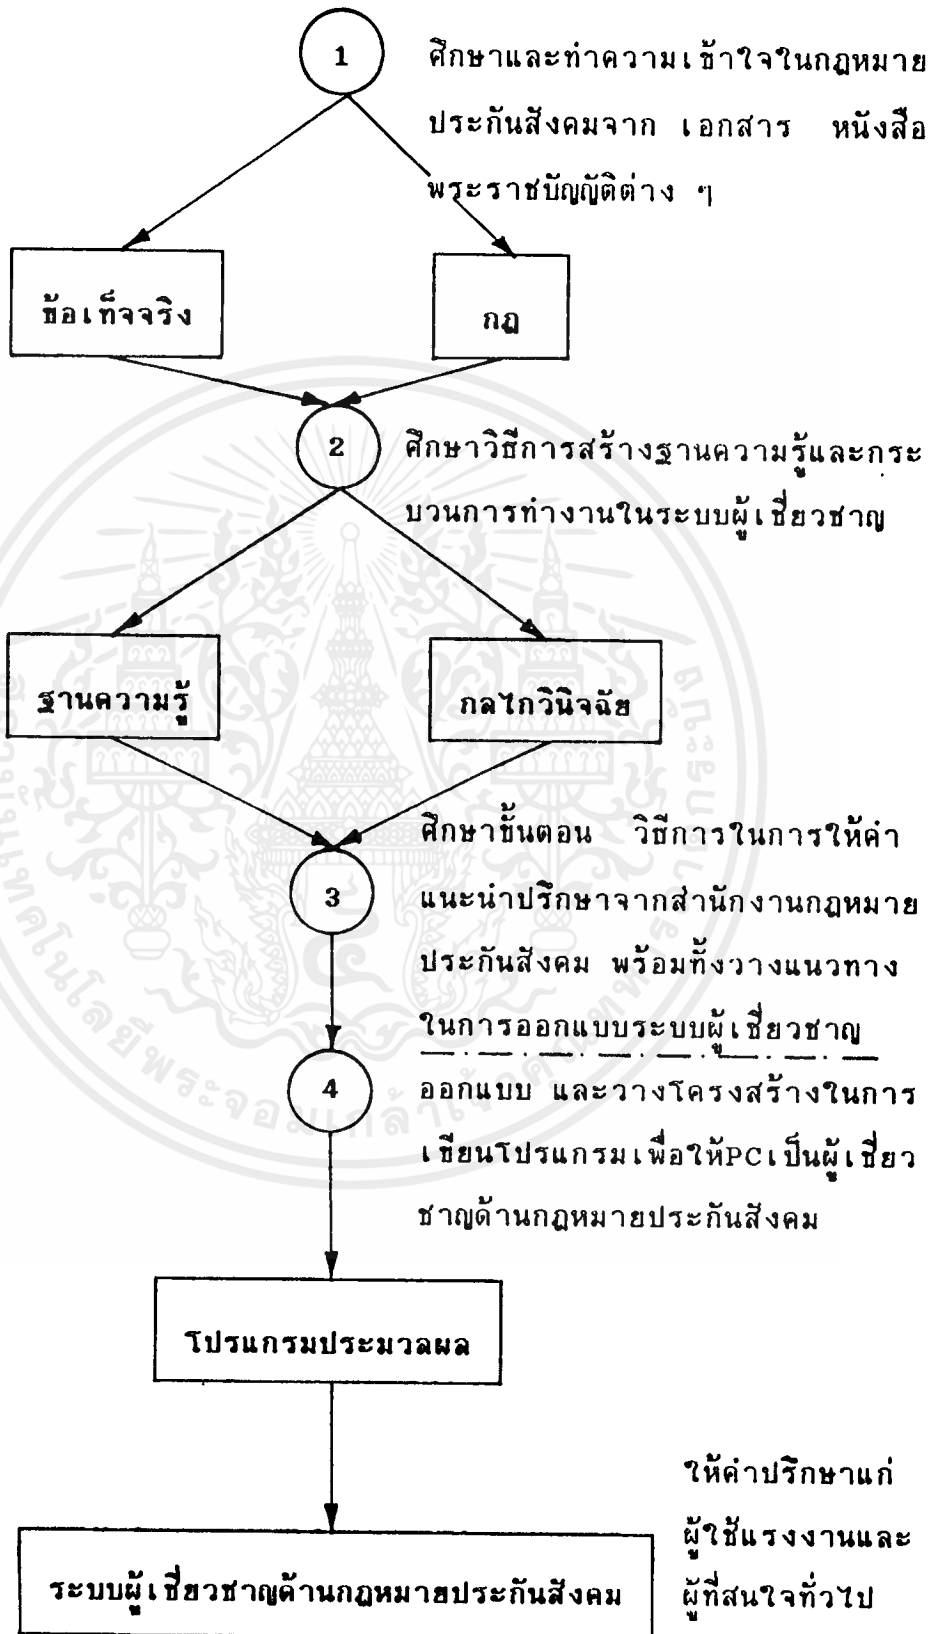 1
ศึกษาและทำความเข้าใจในกฎหมาย
ประกันสังคมจาก เอกสาร หนังสือ
พระราชบัญญัติต่าง ๆ
ข้อเท็จจริง
กฎ
2
ศึกษาวิธีการสร้างฐานความรู้และกระ
บวนการทำงานในระบบผู้เชี่ยวชาญ
ฐานความรู้
กลไกวินิจฉัย
3
ศึกษาขั้นตอน วิธีการในการให้คำ
แนะนำปรึกษาจากสำนักงานกฎหมาย
ประกันสังคม พร้อมทั้งวางแนวทาง
ในการออกแบบระบบผู้เชี่ยวชาญ
4
ออกแบบ และวางโครงสร้างในการ
เขียนโปรแกรมเพื่อให้PCเป็นผู้เชี่ยว
ชาญด้านกฎหมายประกันสังคม
โปรแกรมประมวลผล
ให้คำปรึกษาแก่
ผู้ใช้แรงงานและ
ผู้ที่สนใจทั่วไป
ระบบผู้เชี่ยวชาญด้านกฎหมายประกันสังคม